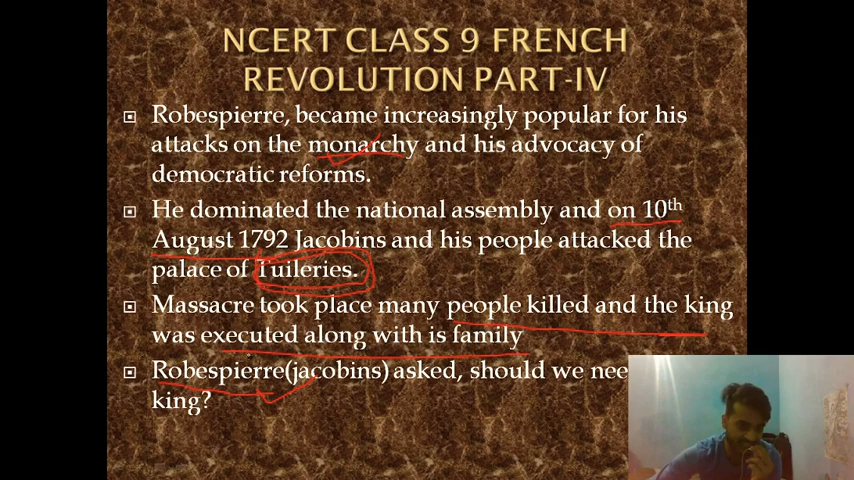 NCERT CLASS 9 FRENCH
REVOLUTION PART-IV
Robespierre, became increasingly popular for his
attacks on the monarchy and his advocacy of
democratic reforms.
He dominated the national assembly and on 10th
August 1792 Jacobins and his people attacked the
palace of Tuileries.
Massacre took place many people killed and the king
was executed along with is family
Robespierre(jacobins) asked, should we
king?